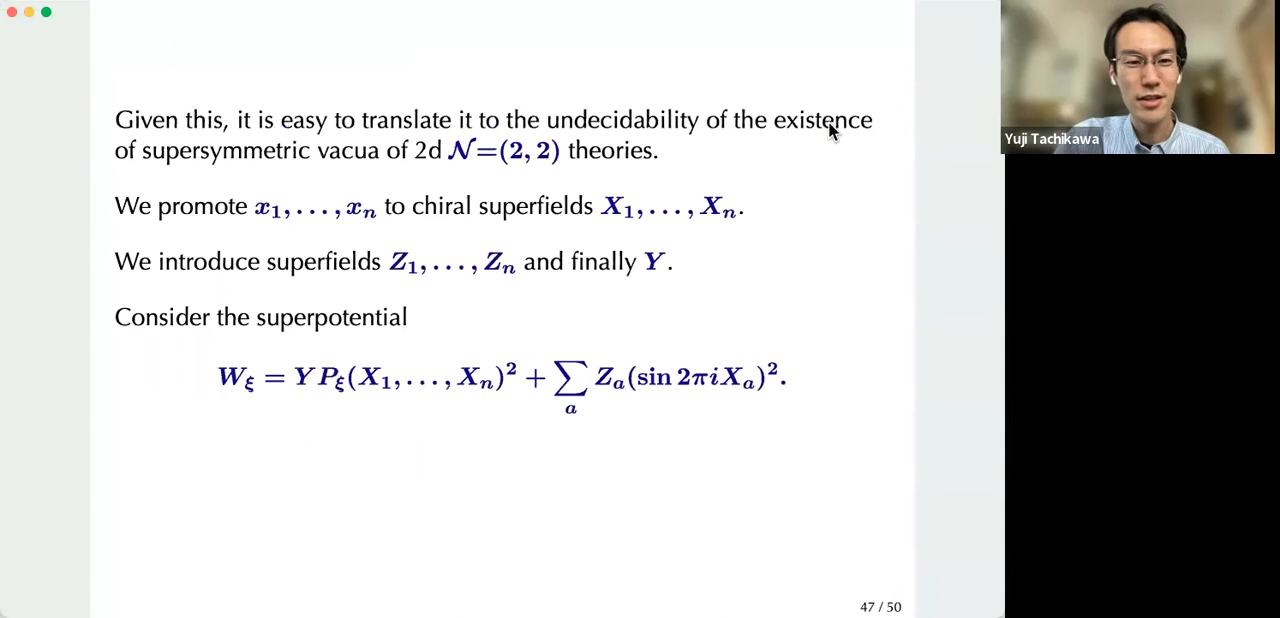 Given this, it is easy to translate it to the undecidability of the existence
of supersymmetric vacua of 2d 𝒩=(2, 2) theories.
We promote x₁, . . . , xₙ to chiral superfields X₁, . . . , Xₙ.
We introduce superfields Z₁, . . . , Zₙ and finally Y.
Consider the superpotential
W_ξ = Y P_ξ(X₁, . . . , Xₙ)² + ∑_a Z_a(sin 2πiX_a)².
47 / 50
Yuji Tachikawa